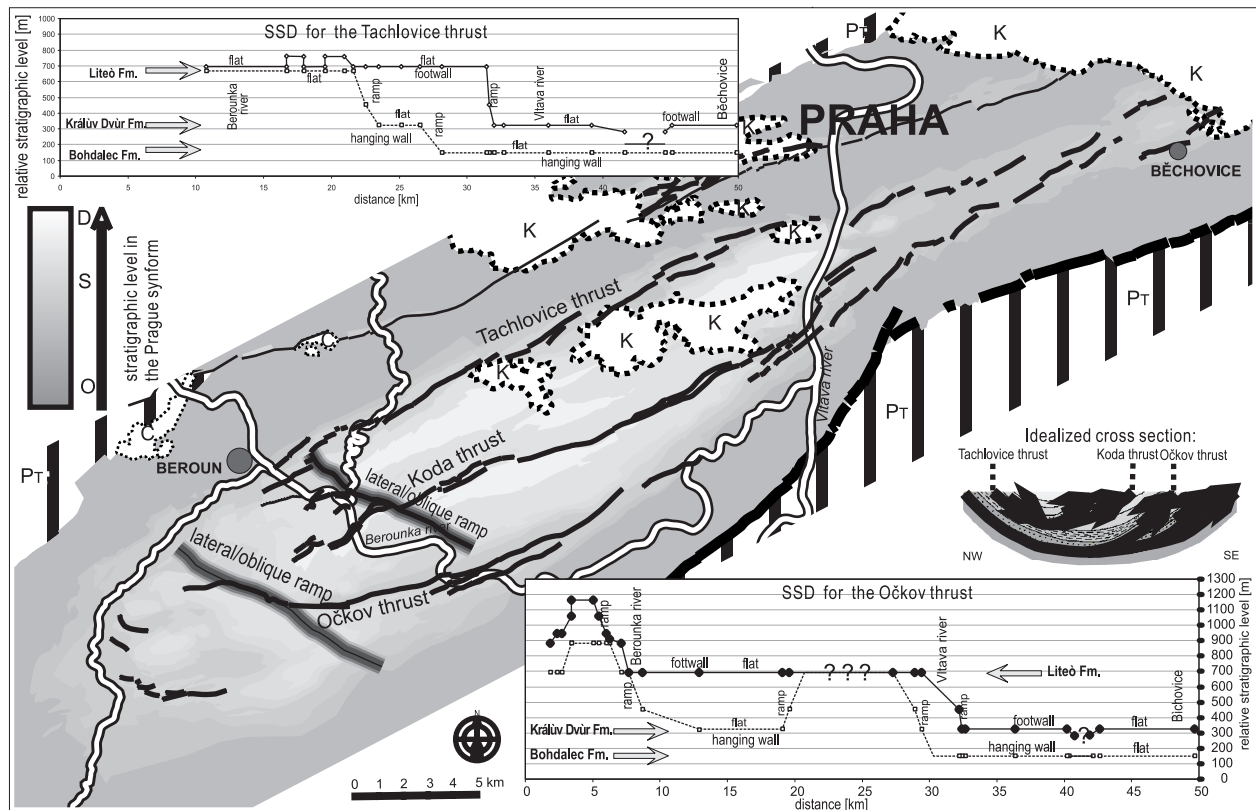 SSD for the Tachlovice thrust
relative stratigraphic level [m]
1000
900
800
700
600
500
400
300
200
100
0
Liteò Fm.
Králùv Dvùr Fm.
Bohdalec Fm.
flat
flat
flat
footwall
ramp
ramp
flat
hanging wall
flat
footwall
flat
hanging wall
?
Berounka
river
Vltava river
Běchovice
0 5 10 15 20 25 30 35 40 45 50
distance [km]
PT
K
K
K
PRAHA
K
K
K
K
K
K
K
BĚCHOVICE
D
S
O
stratigraphic level in
the Prague synform
Tachlovice thrust
C
C
PT
PT
PT
BEROUN
Koda thrust
lateral/oblique ramp
Berounka river
Vltava river
lateral/oblique ramp
Očkov thrust
Idealized cross section:
Tachlovice thrust Koda thrust Očkov thrust
NW SE
N
0 1 2 3 4 5 km
SSD for the Očkov thrust
1300
1200
1100
1000
900
800
700
600
500
400
300
200
100
0
relative stratigraphic level [m]
ramp
Berounka river
ramp
fottwall flat
? ? ?
Vltava river
Liteò Fm.
Králùv Dvùr Fm.
Bohdalec Fm.
flat
hanging wall
ramp
ramp
ramp
footwall
flat
?
hanging wall
flat
Bìchovice
0 5 10 15 20 25 30 35 40 45 50
distance [km]